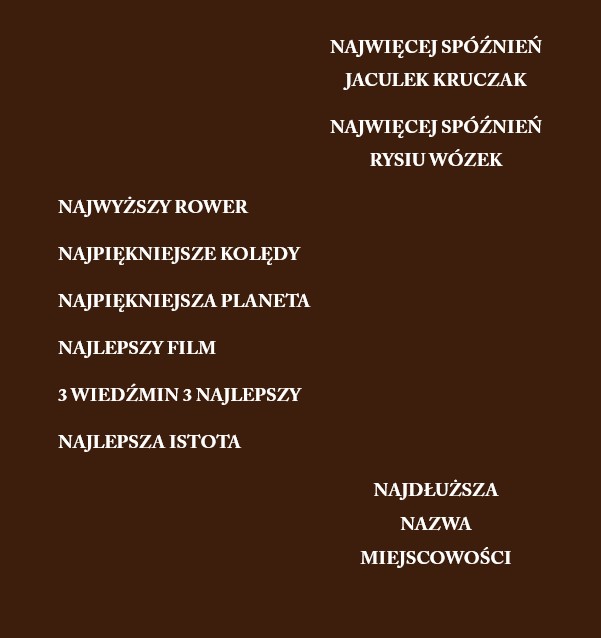 NAJWIĘCEJ SPÓŹNIEŃ
JACULEK KRUCZAK
NAJWIĘCEJ SPÓŹNIEŃ
RYSIU WÓZEK
NAJWYŻSZY ROWER
NAJPIĘKNIEJSZE KOLĘDY
NAJPIĘKNIEJSZA PLANETA
NAJLEPSZY FILM
3 WIEDŹMIN 3 NAJLEPSZY
NAJLEPSZA ISTOTA
NAJDŁUŻSZA
NAZWA
MIEJSCOWOŚCI